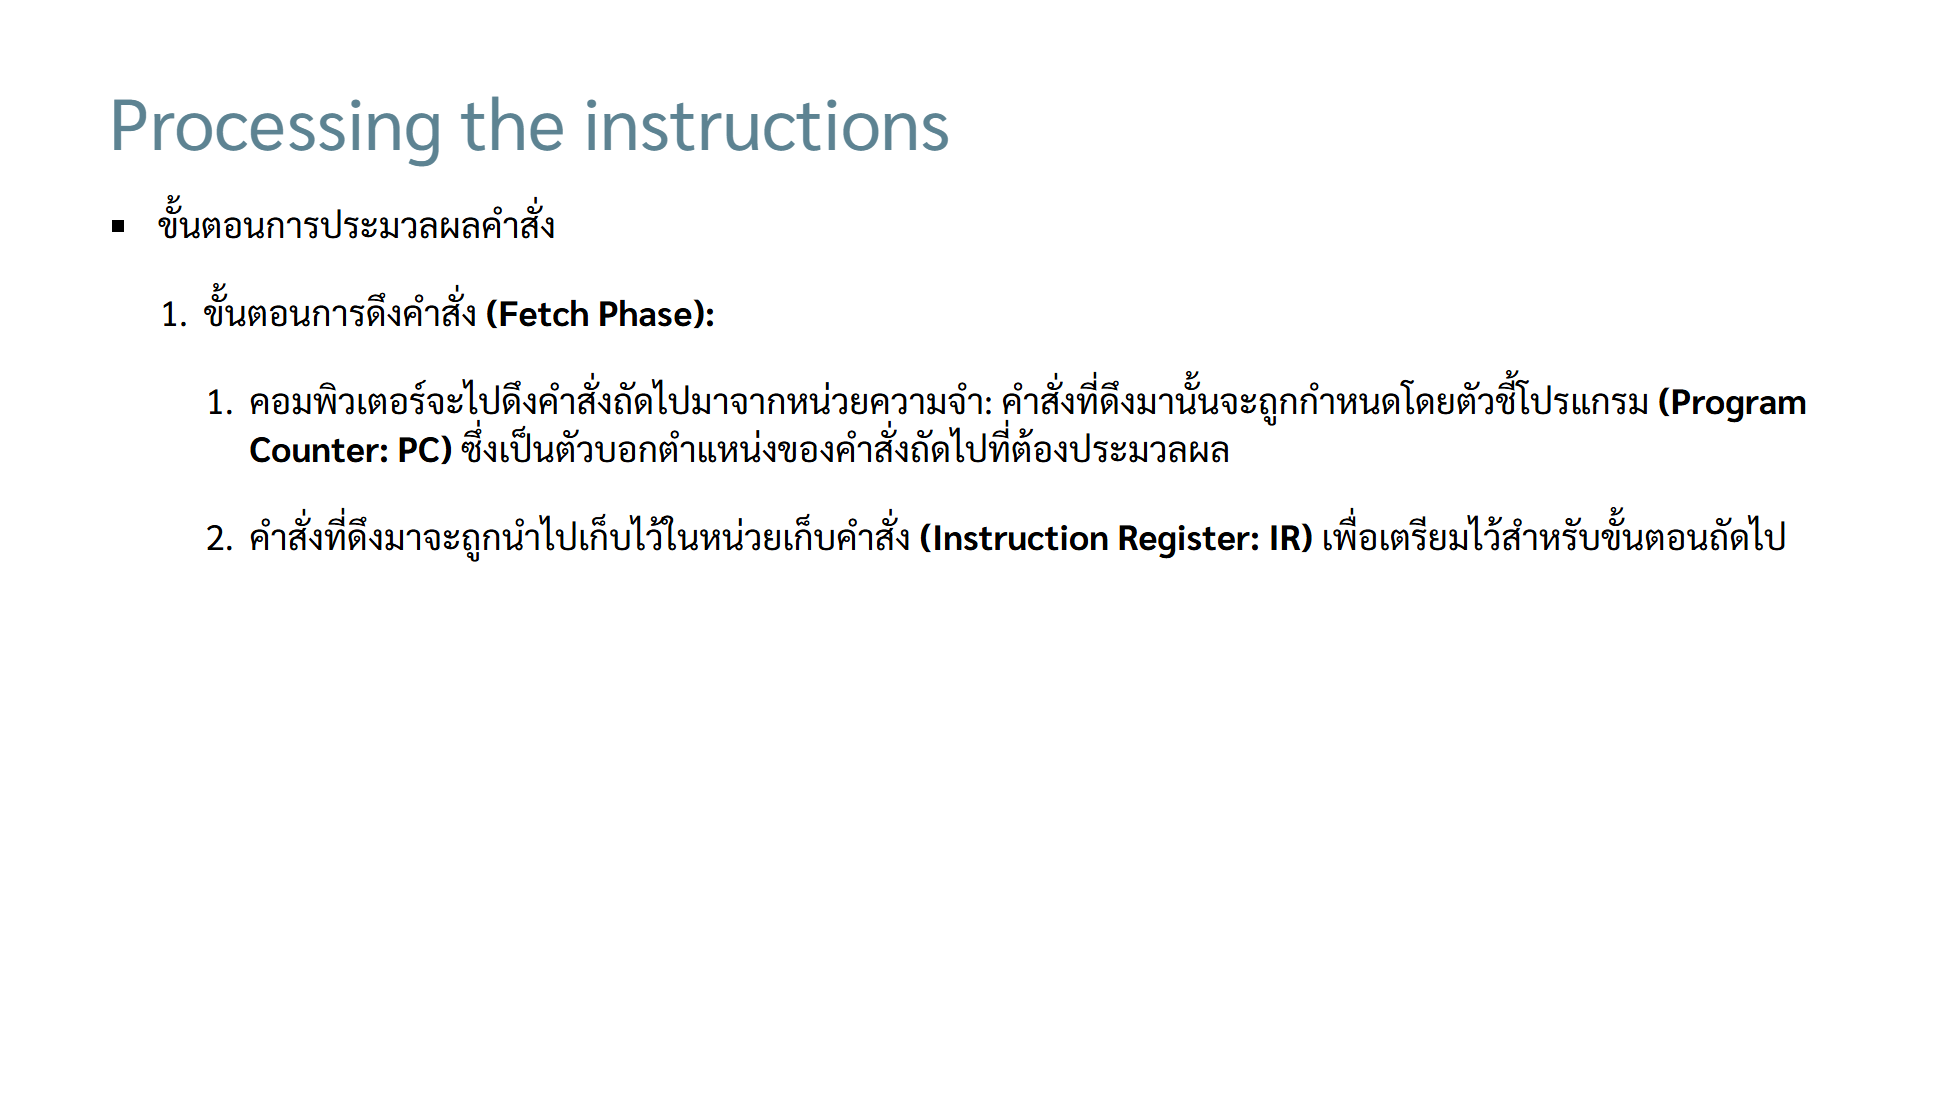 Processing the instructions
▪ ขั้นตอนการประมวลผลคำสั่ง
1. ขั้นตอนการดึงคำสั่ง (Fetch Phase):
1. คอมพิวเตอร์จะไปดึงคำสั่งถัดไปมาจากหน่วยความจำ: คำสั่งที่ดึงมานั้นจะถูกกำหนดโดยตัวชี้โปรแกรม (Program
Counter: PC) ซึ่งเป็นตัวบอกตำแหน่งของคำสั่งถัดไปที่ต้องประมวลผล
2. คำสั่งที่ดึงมาจะถูกนำไปเก็บไว้ในหน่วยเก็บคำสั่ง (Instruction Register: IR) เพื่อเตรียมไว้สำหรับขั้นตอนถัดไป